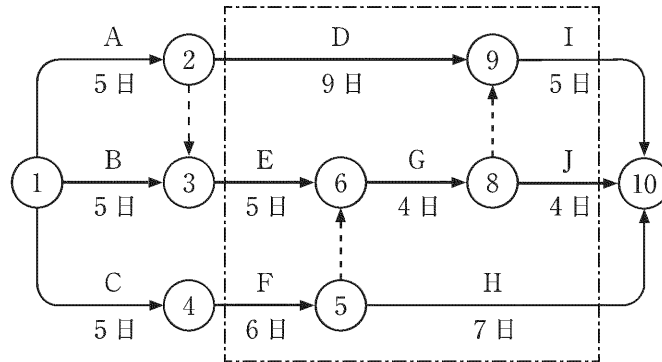 A D I
② ⑨
5日 9日 5日
B E G J
① ③ ⑥ ⑧ ⑩
5日 5日 4日 4日
C F H
④ ⑤
5日 6日 7日